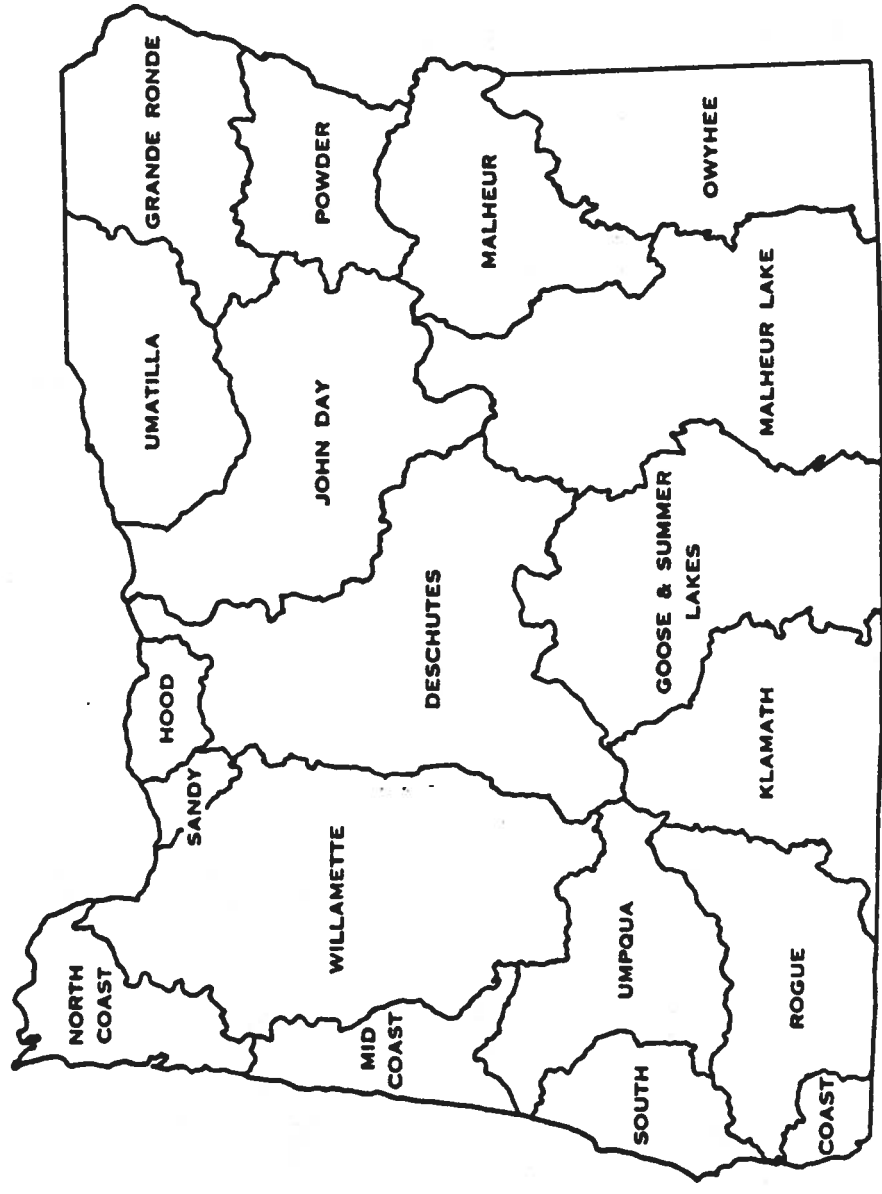 NORTH
COAST
SANDY
HOOD
UMATILLA
GRANDE RONDE
MID
COAST
WILLAMETTE
DESCHUTES
JOHN DAY
POWDER
MALHEUR
SOUTH
UMPQUA
GOOSE & SUMMER
LAKES
MALHEUR LAKE
OWYHEE
COAST
ROGUE
KLAMATH